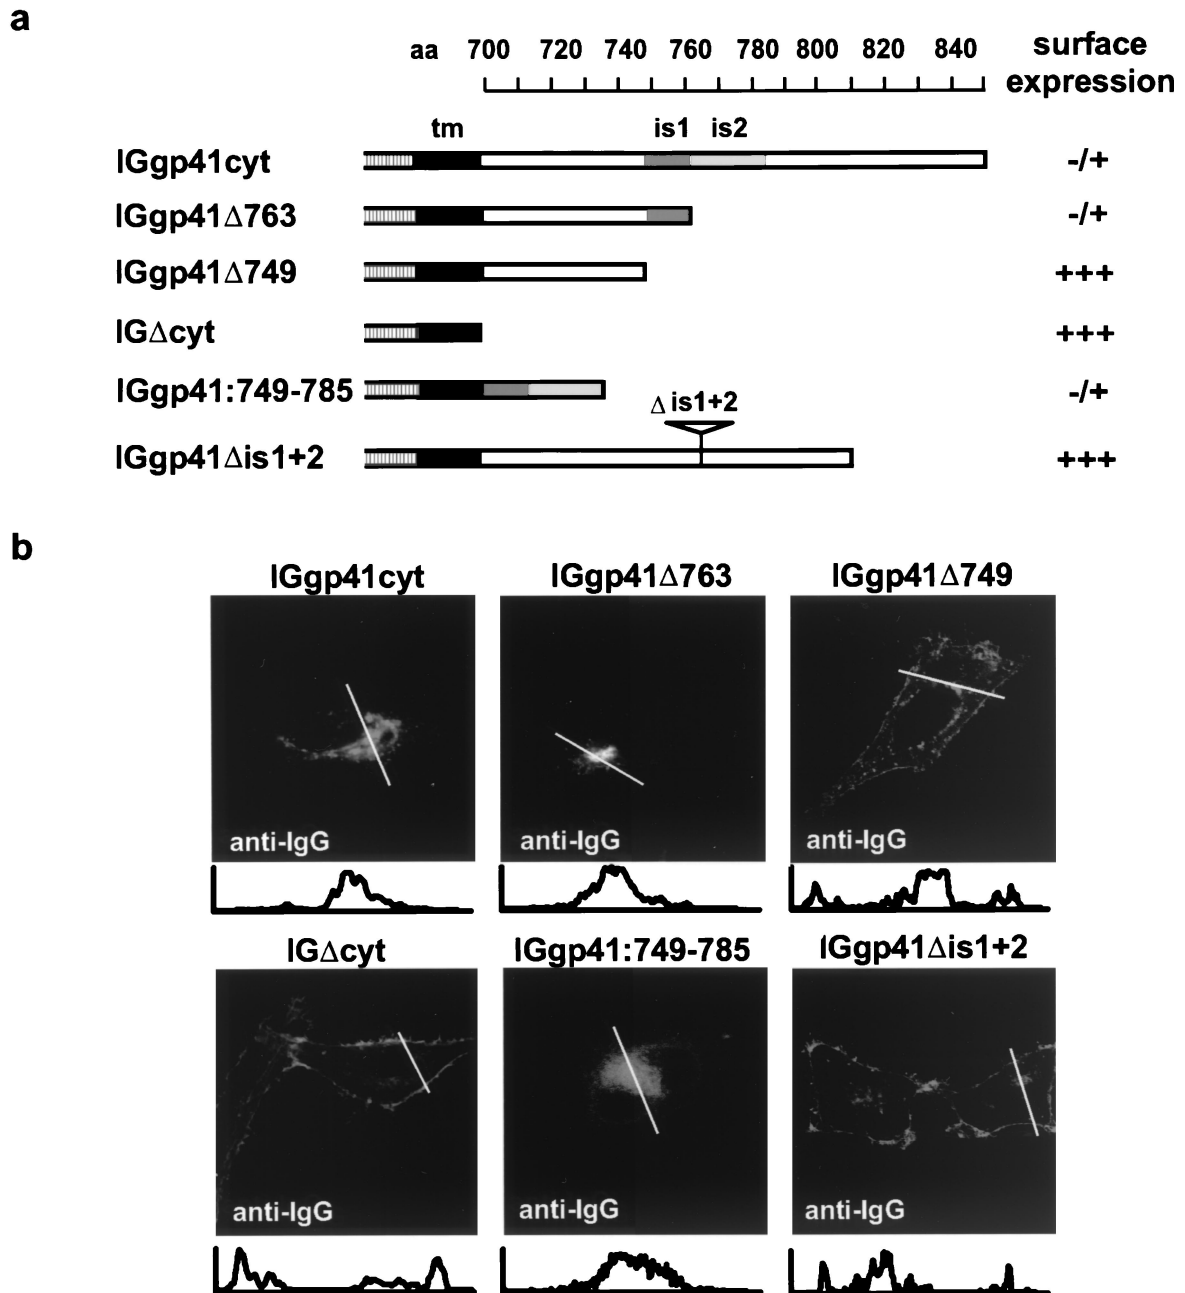 a
aa 700 720 740 760 780 800 820 840 surface
expression
tm is1 is2
IGgp41cyt -/+
IGgp41Δ763 -/+
IGgp41Δ749 +++
IGΔcyt +++
IGgp41:749-785 -/+
Δ is1+2
IGgp41Δis1+2 +++
b
IGgp41cyt IGgp41Δ763 IGgp41Δ749
anti-IgG anti-IgG anti-IgG
IGΔcyt IGgp41:749-785 IGgp41Δis1+2
anti-IgG anti-IgG anti-IgG